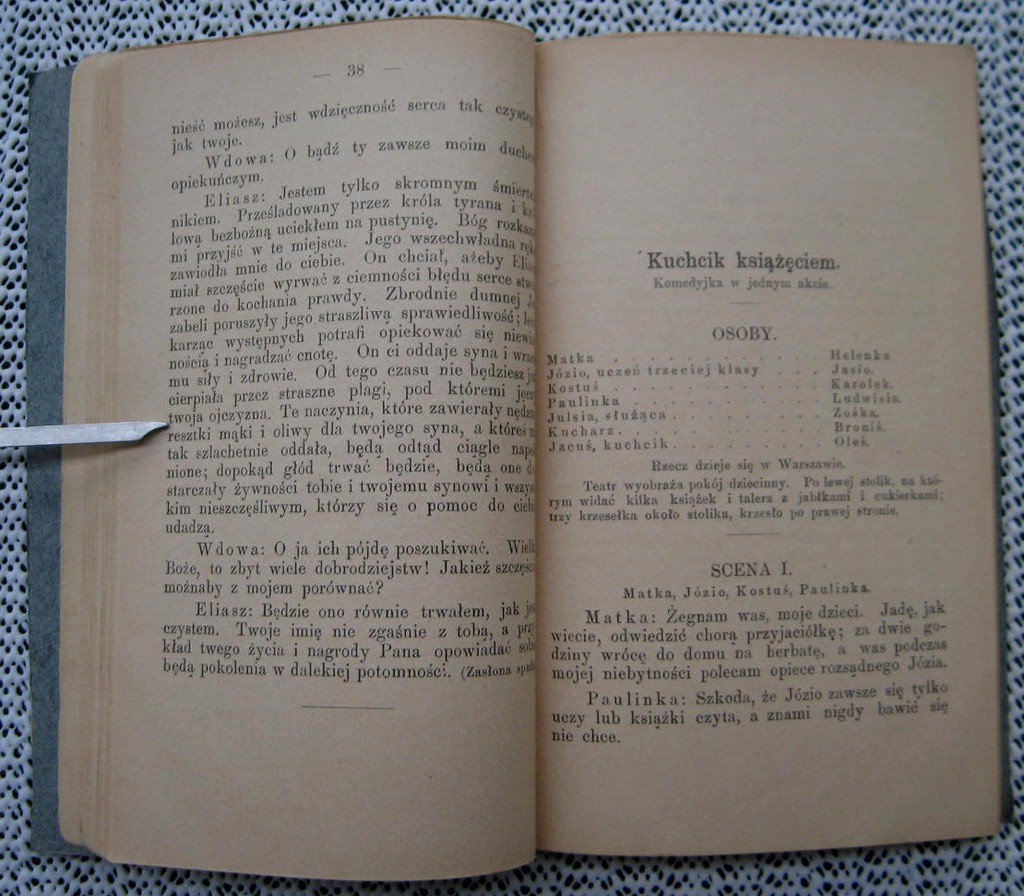 — 38 —
nieść możesz, jest wdzięczność serca tak
jak twoje.
Wdowa: O bądź ty zawsze moim
opiekuńczym.
Eliasz: Jestem tylko skromnym
nikiem. Prześladowany przez króla tyrana i
lową bezbożną uciekłem na pustynię. Bóg
mi przyjść w te miejsca. Jego wszechwładna
zawiodła mnie do ciebie. On chciał, ażeby
miał szczęście wyrwać z ciemności błędu serce
rzone do kochania prawdy. Zbrodnie dumnej
zabeli poruszyły jego straszliwą sprawiedliwość;
karząc występnych potrafi opiekować się
nością i nagradzać cnotę. On ci oddaje syna i
mu siły i zdrowie. Od tego czasu nie będziesz
cierpiała przez straszne plagi, pod któremi
twoja ojczyzna. Te naczynia, które zawierały
resztki mąki i oliwy dla twojego syna, a któreś
tak szlachetnie oddała, będą odtąd ciągle
nione; dopokąd głód trwać będzie, będą one
starczały żywności tobie i twojemu synowi i
kim nieszczęśliwym, którzy się o pomoc do
udadzą.
Wdowa: O ja ich pójdę poszukiwać.
Boże, to zbyt wiele dobrodziejstw! Jakież
możnaby z mojem porównać?
Eliasz: Będzie ono równie trwałem, jak
czystem. Twoje imię nie zgaśnie z tobą, a
kład twego życia i nagrody Pana opowiadać
będą pokolenia w dalekiej potomności. (Zasłona
Kuchcik książęciem.
Komedyjka w jednym akcie.
OSOBY.
Matka . . . . . . . . . . . . Helenka
Józio, uczeń trzeciej klasy . . . Jasio.
Kostuś . . . . . . . . . . . . Karolek.
Paulinka . . . . . . . . . . . Ludwisia.
Julsia, służąca . . . . . . . . . Zośka.
Kucharz . . . . . . . . . . . Broniś.
Jacuś, kuchcik . . . . . . . . . Oleś.
Rzecz dzieje się w Warszawie.
Teatr wyobraża pokój dziecinny. Po lewej stolik, na któ-
rym widać kilka książek i talerz z jabłkami i cukierkami;
trzy krzesełka około stolika, krzesło po prawej stronie.
SCENA I.
Matka, Józio, Kostuś, Paulinka.
Matka: Żegnam was, moje dzieci. Jadę, jak
wiecie, odwiedzić chorą przyjaciółkę; za dwie go-
dziny wrócę do domu na herbatę, a was podczas
mojej niebytności polecam opiece rozsądnego Józia.
Paulinka: Szkoda, że Józio zawsze się tylko
uczy lub książki czyta, a znami nigdy bawić się
nie chce.